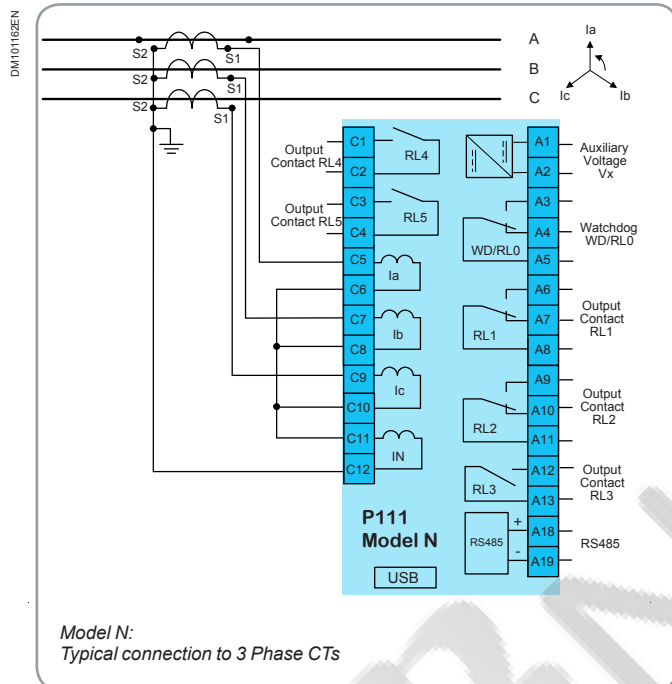 DM101162EN
A
B
C
Ia
Ic
Ib
S2
S1
S2
S1
S2
S1
Output
Contact RL4
C1
C2
RL4
Output
Contact RL5
C3
C4
RL5
C5
C6
Ia
C7
C8
Ib
C9
C10
Ic
C11
C12
IN
A1
A2
Auxiliary
Voltage
Vx
A3
A4
A5
WD/RL0
Watchdog
WD/RL0
A6
A7
A8
RL1
Output
Contact
RL1
A9
A10
A11
RL2
Output
Contact
RL2
A12
A13
RL3
Output
Contact
RL3
A18
A19
RS485
+
-
RS485
P111
Model N
USB
Model N:
Typical connection to 3 Phase CTs